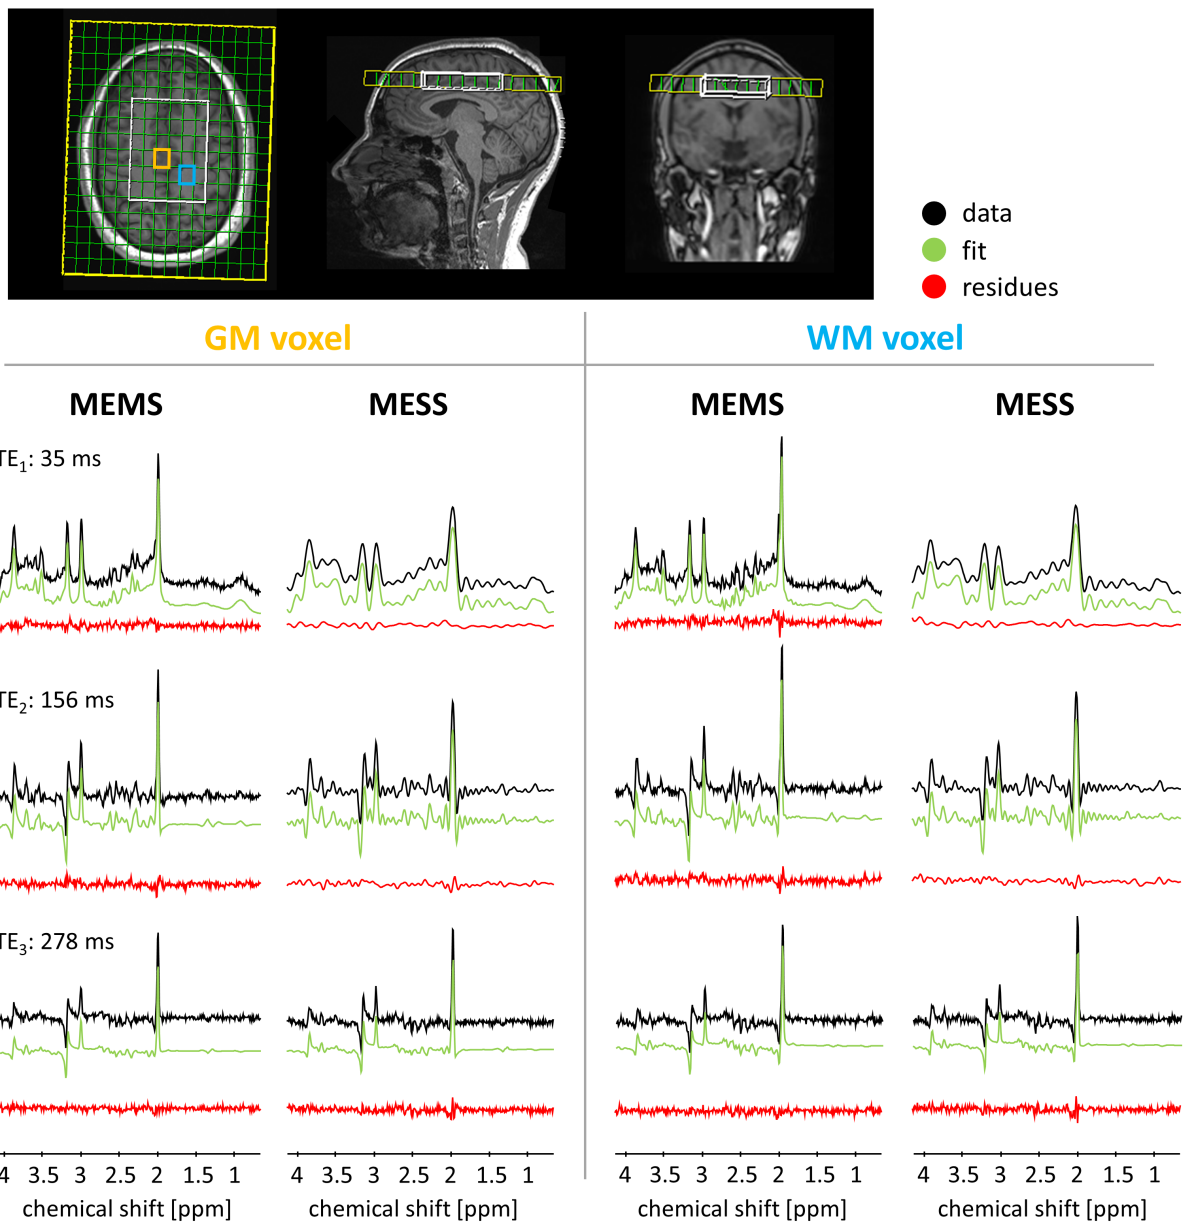 data
fit
residues
GM voxel
WM voxel
MEMS
MESS
MEMS
MESS
TE1: 35 ms
TE2: 156 ms
TE3: 278 ms
4 3.5 3 2.5 2 1.5 1
4 3.5 3 2.5 2 1.5 1
4 3.5 3 2.5 2 1.5 1
4 3.5 3 2.5 2 1.5 1
chemical shift [ppm]
chemical shift [ppm]
chemical shift [ppm]
chemical shift [ppm]